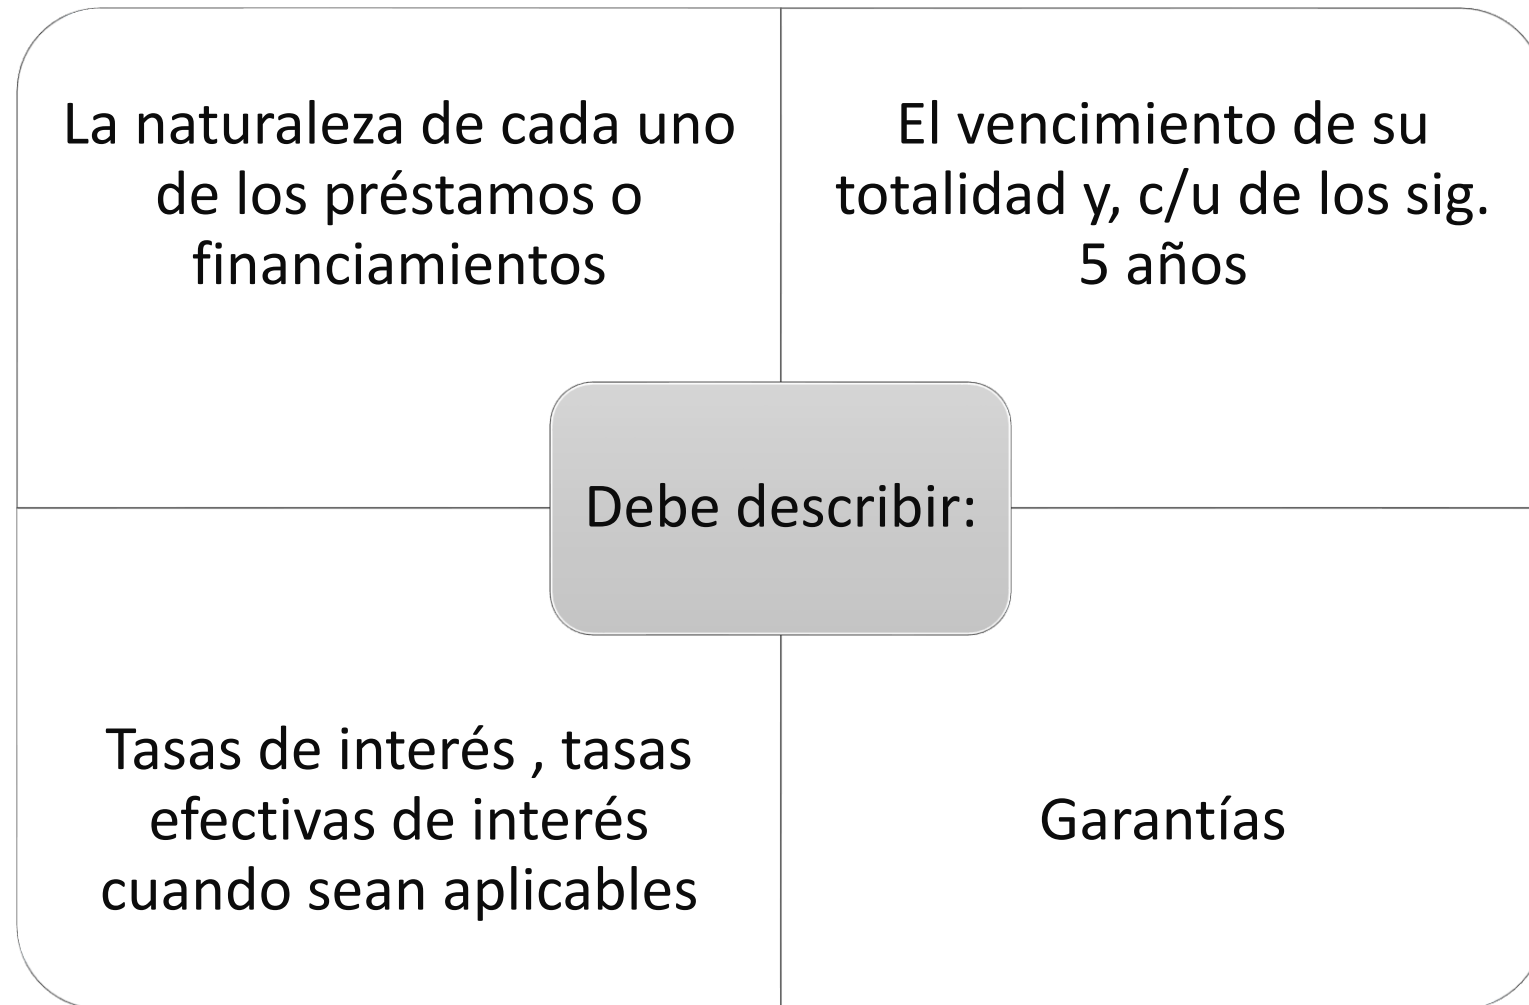 La naturaleza de cada uno
de los préstamos o
financiamientos
El vencimiento de su
totalidad y, c/u de los sig.
5 años
Debe describir:
Tasas de interés , tasas
efectivas de interés
cuando sean aplicables
Garantías